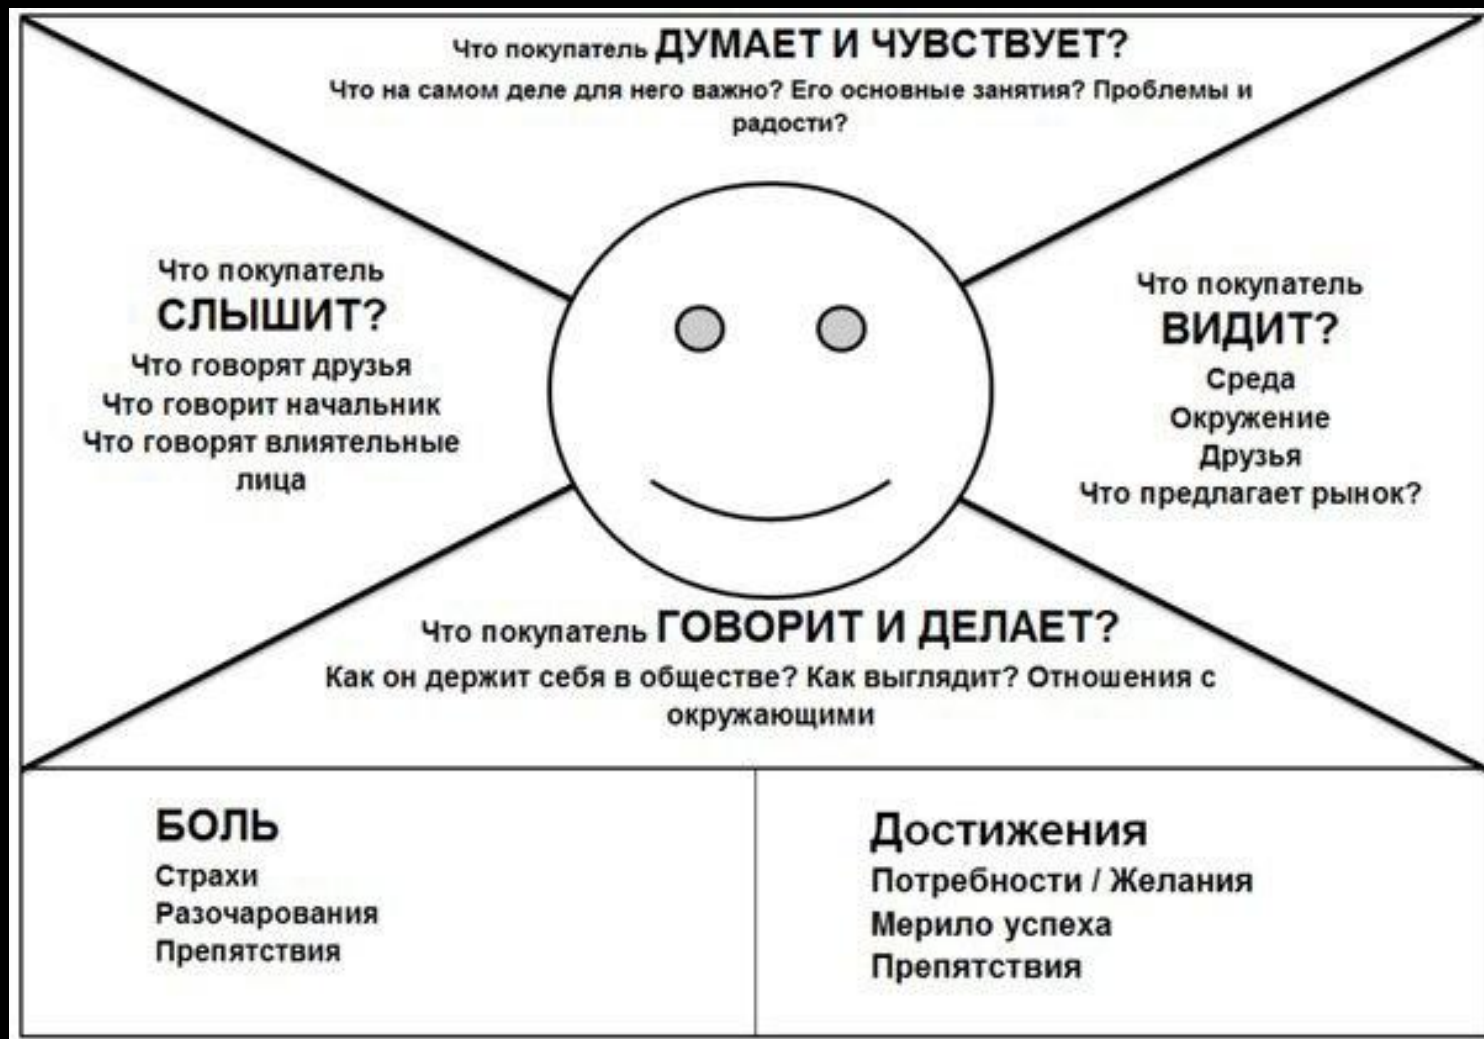 Что покупатель ДУМАЕТ И ЧУВСТВУЕТ?
Что на самом деле для него важно? Его основные занятия? Проблемы и
радости?
Что покупатель
СЛЫШИТ?
Что говорят друзья
Что говорит начальник
Что говорят влиятельные
лица
Что покупатель
ВИДИТ?
Среда
Окружение
Друзья
Что предлагает рынок?
Что покупатель ГОВОРИТ И ДЕЛАЕТ?
Как он держит себя в обществе? Как выглядит? Отношения с
окружающими
БОЛЬ
Страхи
Разочарования
Препятствия
Достижения
Потребности / Желания
Мерило успеха
Препятствия